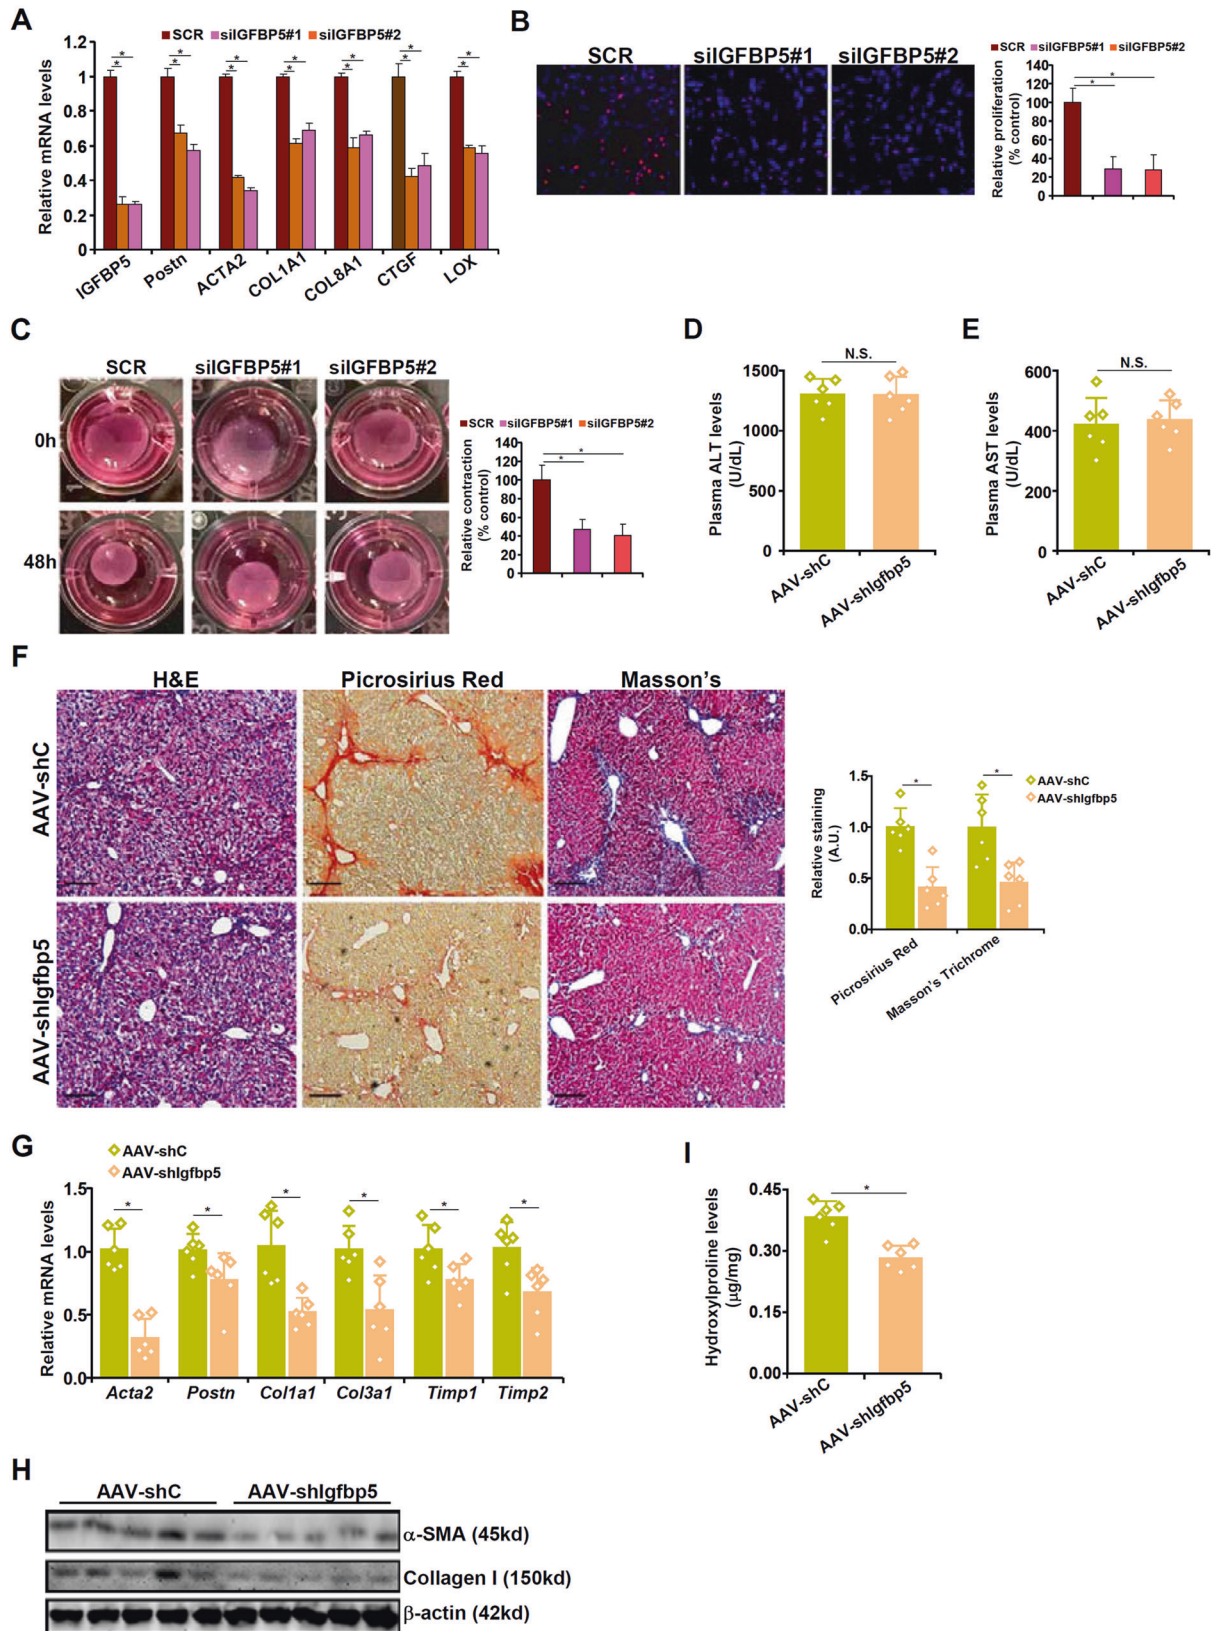 A
SCR siIGFBP5#1 siIGFBP5#2
Relative mRNA levels
1.2
1
0.8
0.6
0.4
0.2
0
* * * * * * * * * * * * * *
IGFBP5 Postn ACTA2 COL1A1 COL8A1 CTGF LOX
B
SCR siIGFBP5#1 siIGFBP5#2
SCR siIGFBP5#1 siIGFBP5#2
Relative proliferation
(% control)
140
120
100
80
60
40
20
0
* *
C
SCR siIGFBP5#1 siIGFBP5#2
0h
48h
SCR siIGFBP5#1 siIGFBP5#2
Relative contraction
(% control)
140
120
100
80
60
40
20
0
* *
D
Plasma ALT levels
(U/dL)
1500
1000
500
0
N.S.
AAV-shC AAV-shIgfbp5
E
Plasma AST levels
(U/dL)
600
400
200
0
N.S.
AAV-shC AAV-shIgfbp5
F
H&E Picrosirius Red Masson's
AAV-shC
AAV-shIgfbp5
AAV-shC
AAV-shIgfbp5
Relative staining
(A.U.)
1.5
1.0
0.5
0.0
* *
Picrosirius Red Masson's Trichrome
G
AAV-shC
AAV-shIgfbp5
Relative mRNA levels
1.5
1.0
0.5
0.0
* * * * * *
Acta2 Postn Col1a1 Col3a1 Timp1 Timp2
I
Hydroxylproline levels
(μg/mg)
0.45
0.30
0.15
0.00
*
AAV-shC AAV-shIgfbp5
H
AAV-shC AAV-shIgfbp5
α-SMA (45kd)
Collagen I (150kd)
β-actin (42kd)